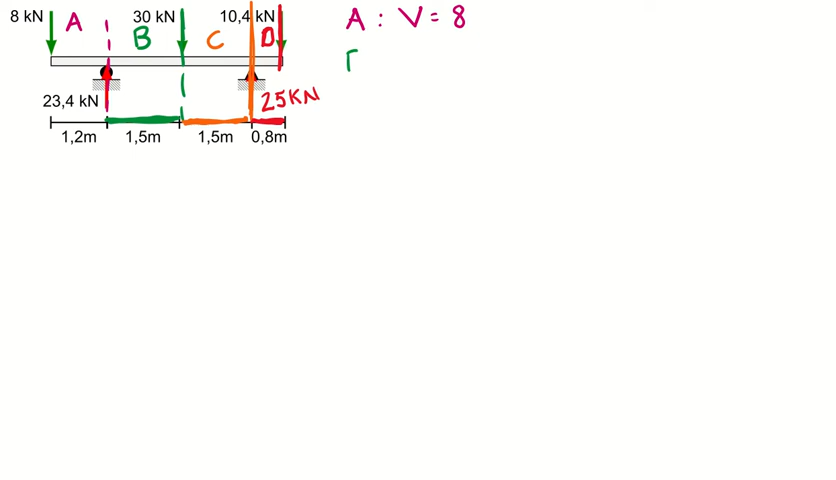 8 kN A 30 kN 10,4 kN A : V = 8
B C D
23,4 kN 25KN
1,2m 1,5m 1,5m 0,8m